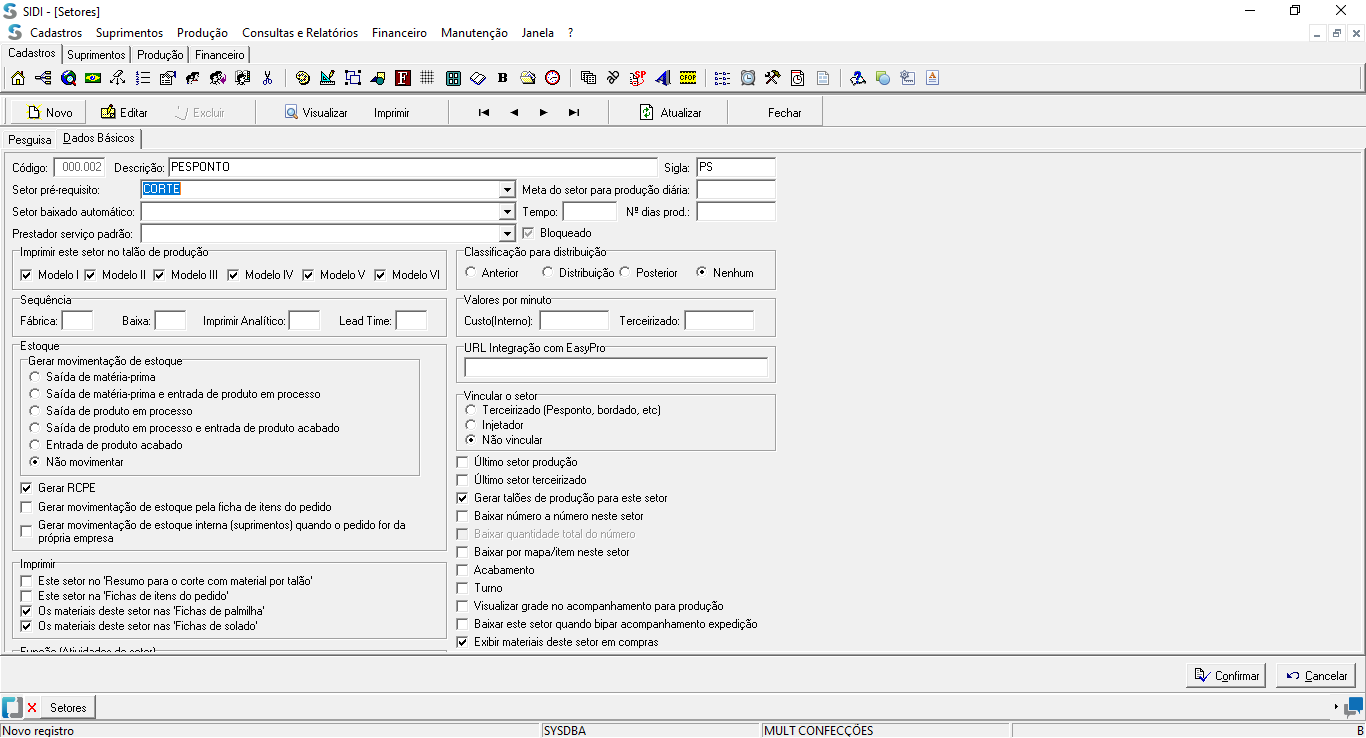 SIDI - [Setores]
Cadastros Suprimentos Produção Consultas e Relatórios Financeiro Manutenção Janela ?
Cadastros Suprimentos Produção Financeiro
F B SP CFOP A
Novo Editar Excluir Visualizar Imprimir Atualizar Fechar
Pesquisa Dados Básicos
Código: 000.002 Descrição: PESPONTO Sigla: PS
Setor pré-requisito: CORTE Meta do setor para produção diária:
Setor baixado automático: Tempo: Nº dias prod.:
Prestador serviço padrão: Bloqueado
Imprimir este setor no talão de produção
Modelo I Modelo II Modelo III Modelo IV Modelo V Modelo VI
Classificação para distribuição
Anterior Distribuição Posterior Nenhum
Sequência
Fábrica: Baixa: Imprimir Analítico: Lead Time:
Valores por minuto
Custo(Interno): Terceirizado:
Estoque
Gerar movimentação de estoque
Saída de matéria-prima
Saída de matéria-prima e entrada de produto em processo
Saída de produto em processo
Saída de produto em processo e entrada de produto acabado
Entrada de produto acabado
Não movimentar
Gerar RCPE
Gerar movimentação de estoque pela ficha de itens do pedido
Gerar movimentação de estoque interna (suprimentos) quando o pedido for da
própria empresa
Imprimir
Este setor no 'Resumo para o corte com material por talão'
Este setor na 'Fichas de itens do pedido'
Os materiais deste setor nas 'Fichas de palmilha'
Os materiais deste setor nas 'Fichas de solado'
Função (Atividades do setor)
URL Integração com EasyPro
Vincular o setor
Terceirizado (Pesponto, bordado, etc)
Injetador
Não vincular
Último setor produção
Último setor terceirizado
Gerar talões de produção para este setor
Baixar número a número neste setor
Baixar quantidade total do número
Baixar por mapa/item neste setor
Acabamento
Turno
Visualizar grade no acompanhamento para produção
Baixar este setor quando bipar acompanhamento expedição
Exibir materiais deste setor em compras
Confirmar Cancelar
Setores
Novo registro SYSDBA MULT CONFECÇÕES B